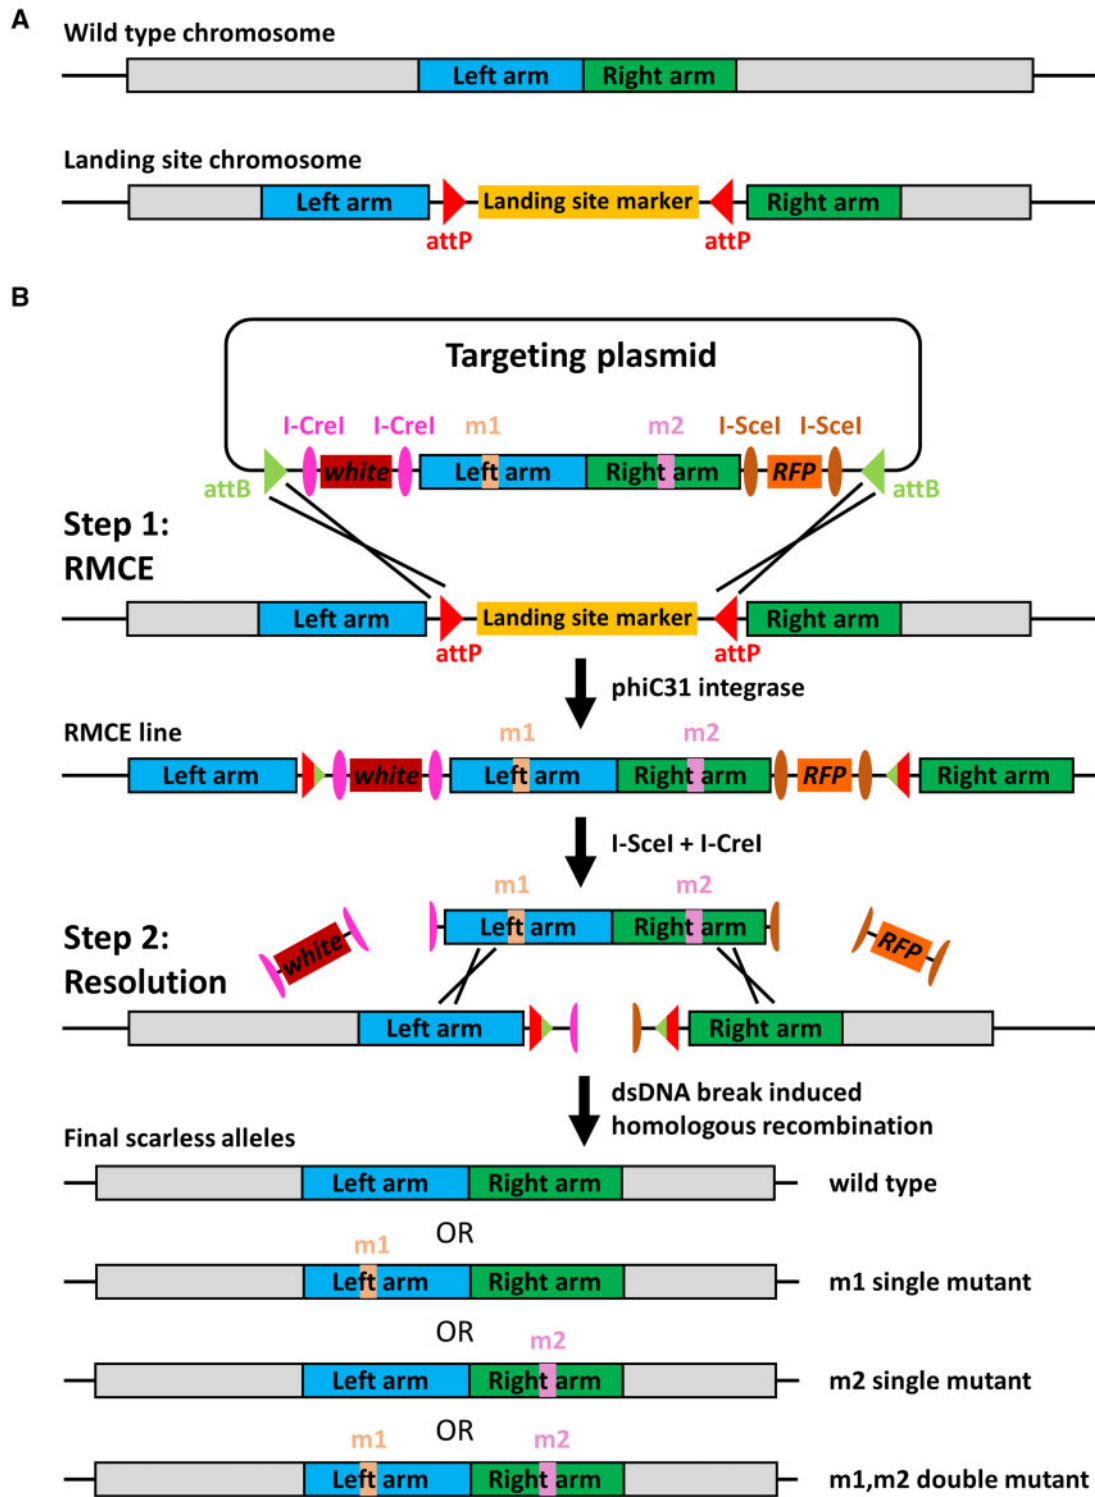 A
Wild type chromosome
Left arm Right arm
Landing site chromosome
Left arm Landing site marker Right arm
attP attP
B
Targeting plasmid
I-CreI I-CreI m1 m2 I-SceI I-SceI
white Left arm Right arm RFP
attB attB
Step 1:
RMCE
Left arm Landing site marker Right arm
attP attP
phiC31 integrase
RMCE line m1 m2
Left arm white Left arm Right arm RFP Right arm
I-SceI + I-CreI
m1 m2
white Left arm Right arm RFP
Step 2:
Resolution
Left arm Right arm
dsDNA break induced
homologous recombination
Final scarless alleles
Left arm Right arm wild type
OR
m1
Left arm Right arm m1 single mutant
OR
m2
Left arm Right arm m2 single mutant
OR
m1 m2
Left arm Right arm m1,m2 double mutant